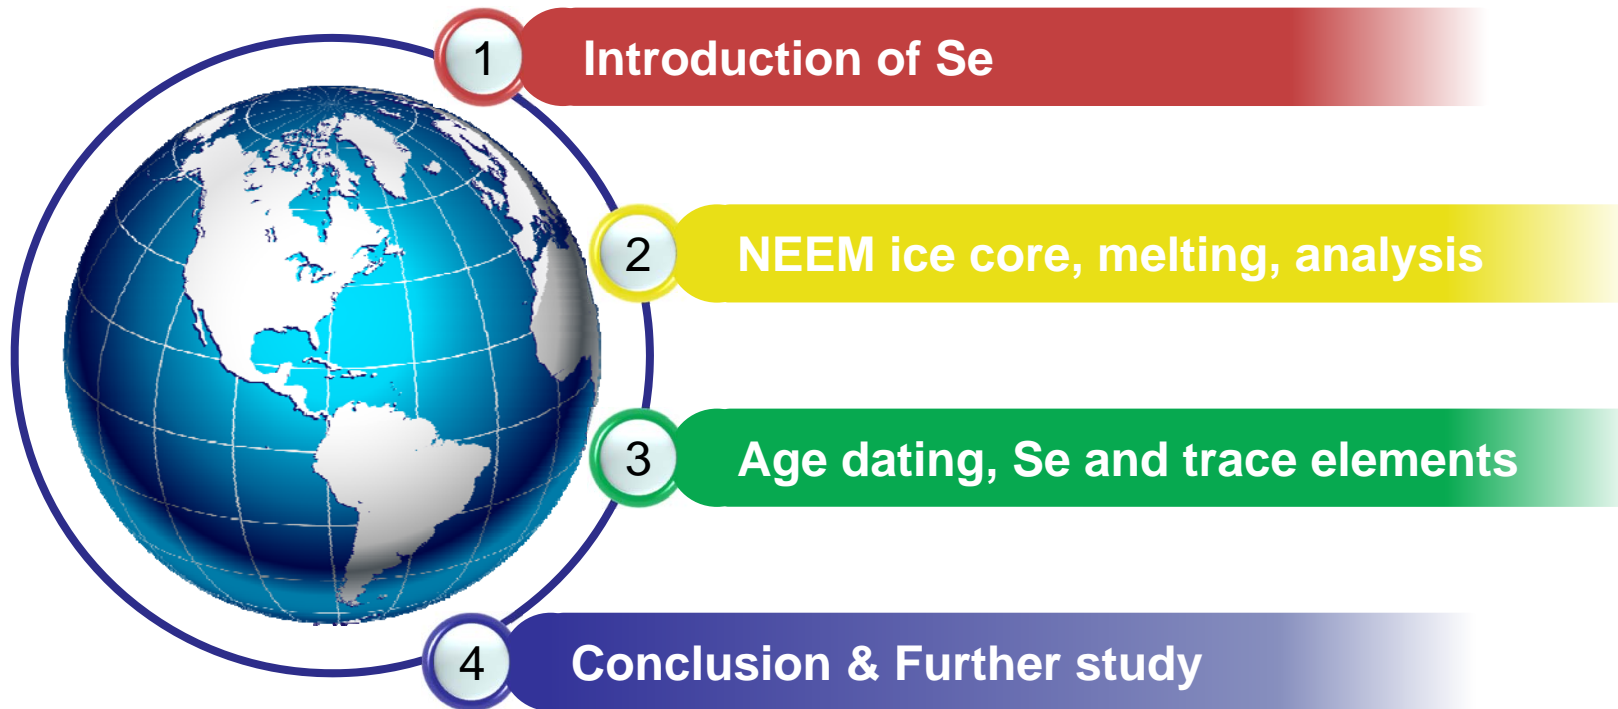 1 Introduction of Se
2 NEEM ice core, melting, analysis
3 Age dating, Se and trace elements
4 Conclusion & Further study